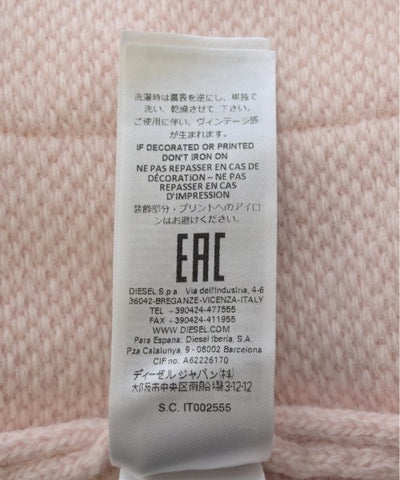 洗濯時は裏表を逆にし、単独で
洗い、乾燥させて 下さい。
ご使用に伴い、ヴィンテージ感
が生まれます。
IF DECORATED OR PRINTED
DON'T IRON ON
NE PAS REPASSER EN CAS DE
DÉCORATION – NE PAS
REPASSER EN CAS
D'IMPRESSION
装飾部分・プリントへのアイロ
ンはお避けください。
EAC
DIESEL S.p.a Via dell'Industria, 4-6
36042-BREGANZE-VICENZA-ITALY
TEL +390424-477555
FAX +390424-411955
WWW.DIESEL.COM
Para Espana: Diesel Iberia, S.A.
Pza Catalunya, 9 - 08002 Barcelona
CIF nº A62226170
ディーゼルジャパン(株)
大阪市中央区南船場3-12-12
S.C. IT002555